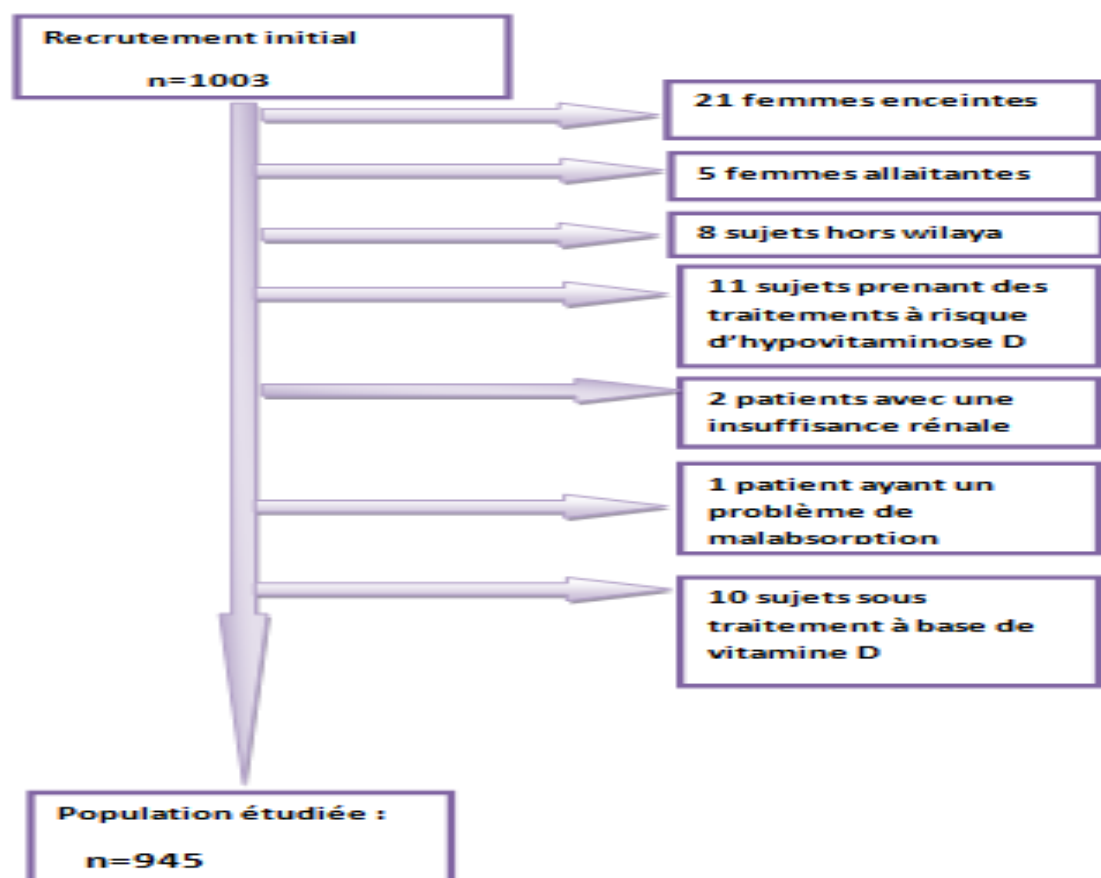 Recrutement initial
n=1003
21 femmes enceintes
5 femmes allaitantes
8 sujets hors wilaya
11 sujets prenant des
traitements à risque
d'hypovitaminose D
2 patients avec une
insuffisance rénale
1 patient ayant un
problème de
malabsorption
10 sujets sous
traitement à base de
vitamine D
Population étudiée :
n=945